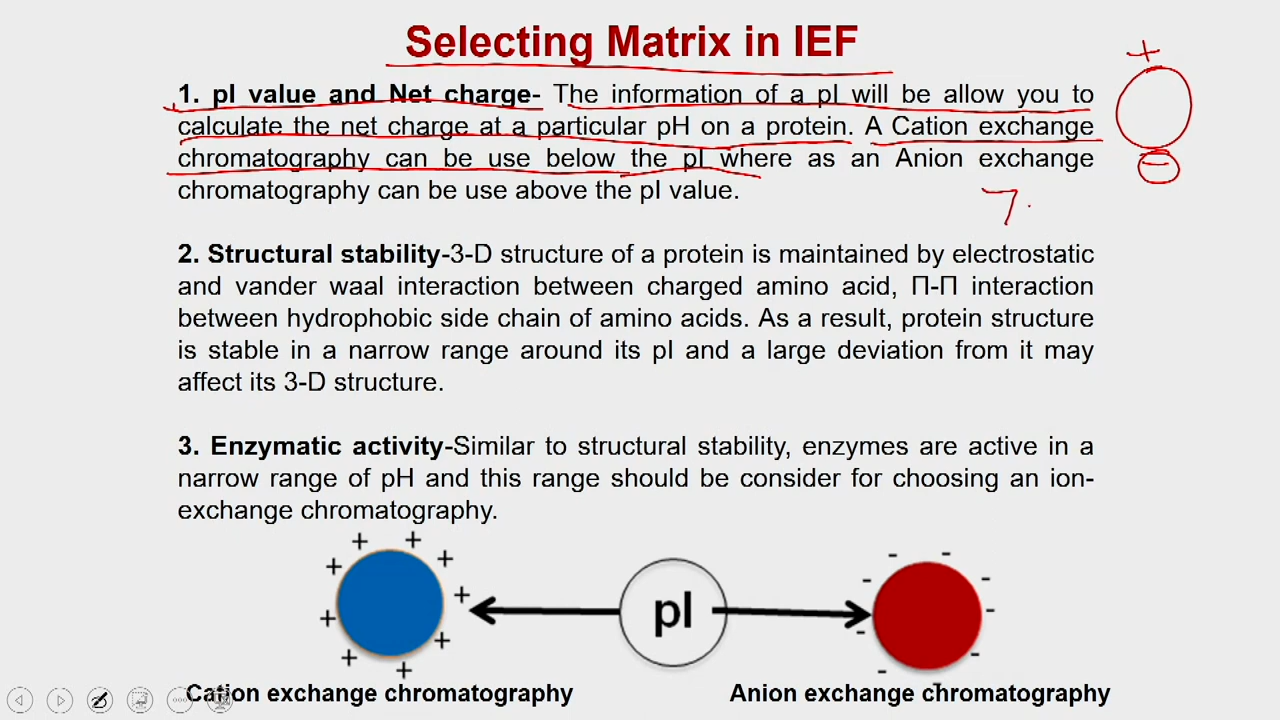 Selecting Matrix in IEF
+
1. pI value and Net charge- The information of a pI will be allow you to
calculate the net charge at a particular pH on a protein. A Cation exchange
chromatography can be use below the pI where as an Anion exchange
chromatography can be use above the pI value.
7.
2. Structural stability-3-D structure of a protein is maintained by electrostatic
and vander waal interaction between charged amino acid, Π-Π interaction
between hydrophobic side chain of amino acids. As a result, protein structure
is stable in a narrow range around its pI and a large deviation from it may
affect its 3-D structure.
3. Enzymatic activity-Similar to structural stability, enzymes are active in a
narrow range of pH and this range should be consider for choosing an ion-
exchange chromatography.
+ + + + + + + + + +
pI
- - - - - - - - - -
Cation exchange chromatography
Anion exchange chromatography